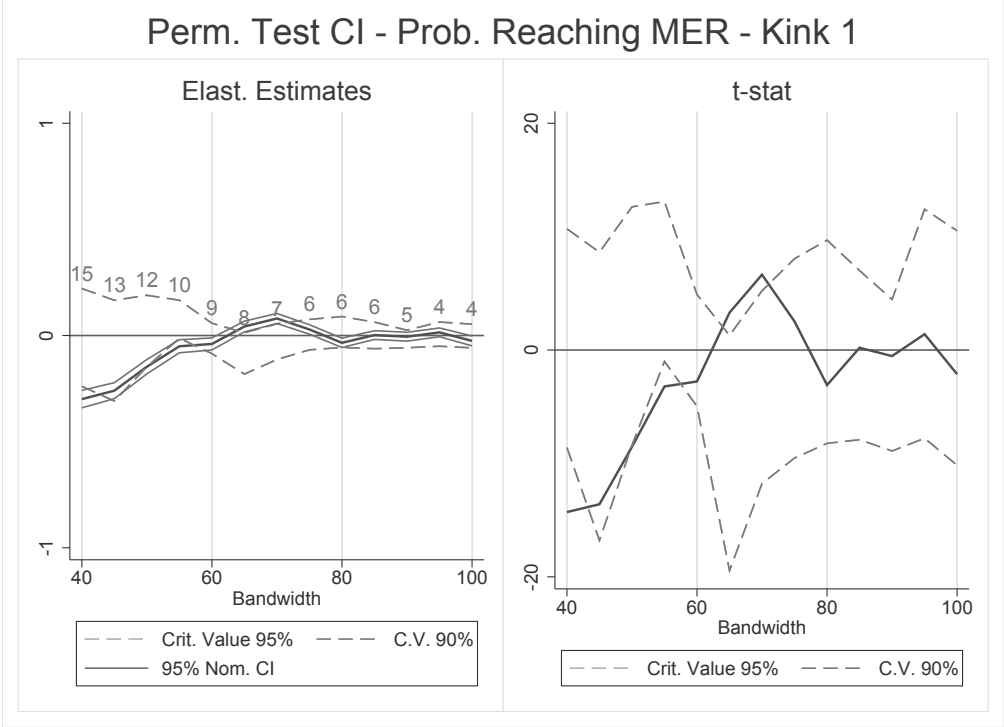 Perm. Test CI - Prob. Reaching MER - Kink 1
Elast. Estimates
1
0
-1
15 13 12 10 9 8 7 6 6 6 5 4 4
40 60 80 100
Bandwidth
Crit. Value 95% C.V. 90%
95% Nom. CI
t-stat
20
0
-20
40 60 80 100
Bandwidth
Crit. Value 95% C.V. 90%